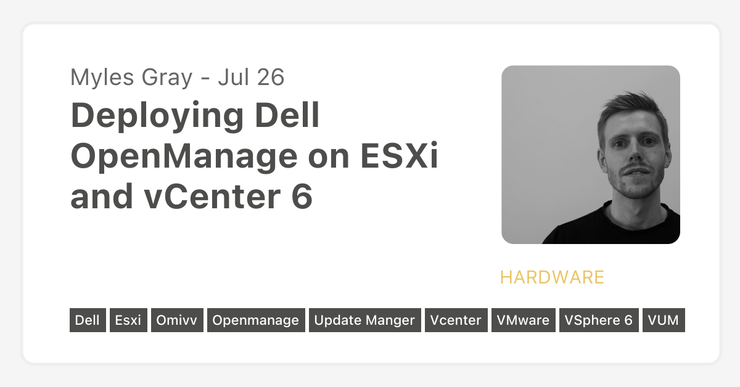 Myles Gray - Jul 26
Deploying Dell
OpenManage on ESXi
and vCenter 6
HARDWARE
Dell Esxi Omivv Openmanage Update Manger Vcenter VMware VSphere 6 VUM